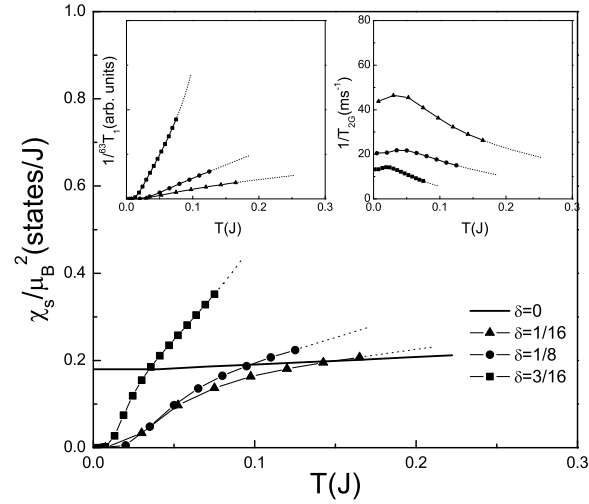 1.0
0.8
0.6
0.4
0.2
0.0
0.0 0.1 0.2 0.3
T(J)
χs/μB²(states/J)
1/⁶³T₁(arb. units)
0.0 0.1 0.2 0.3
T(J)
1/T2G(ms⁻¹)
80
60
40
20
0
0.0 0.1 0.2 0.3
T(J)
δ=0
δ=1/16
δ=1/8
δ=3/16